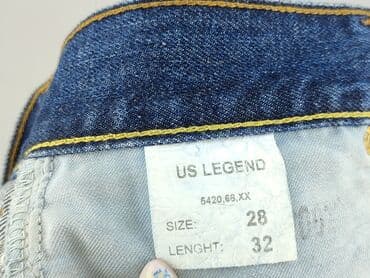 US LEGEND
5420.66.XX
SIZE: 28
LENGHT: 32